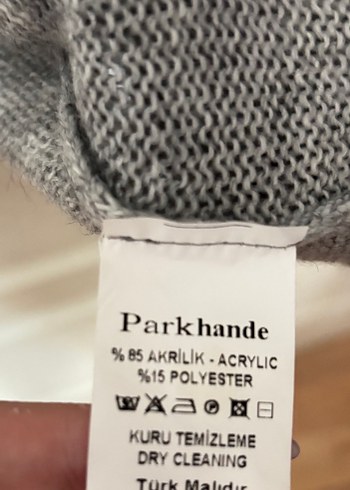 Parkhande
% 85 AKRİLİK - ACRYLIC
%15 POLYESTER
KURU TEMİZLEME
DRY CLEANING
Türk Malıdır